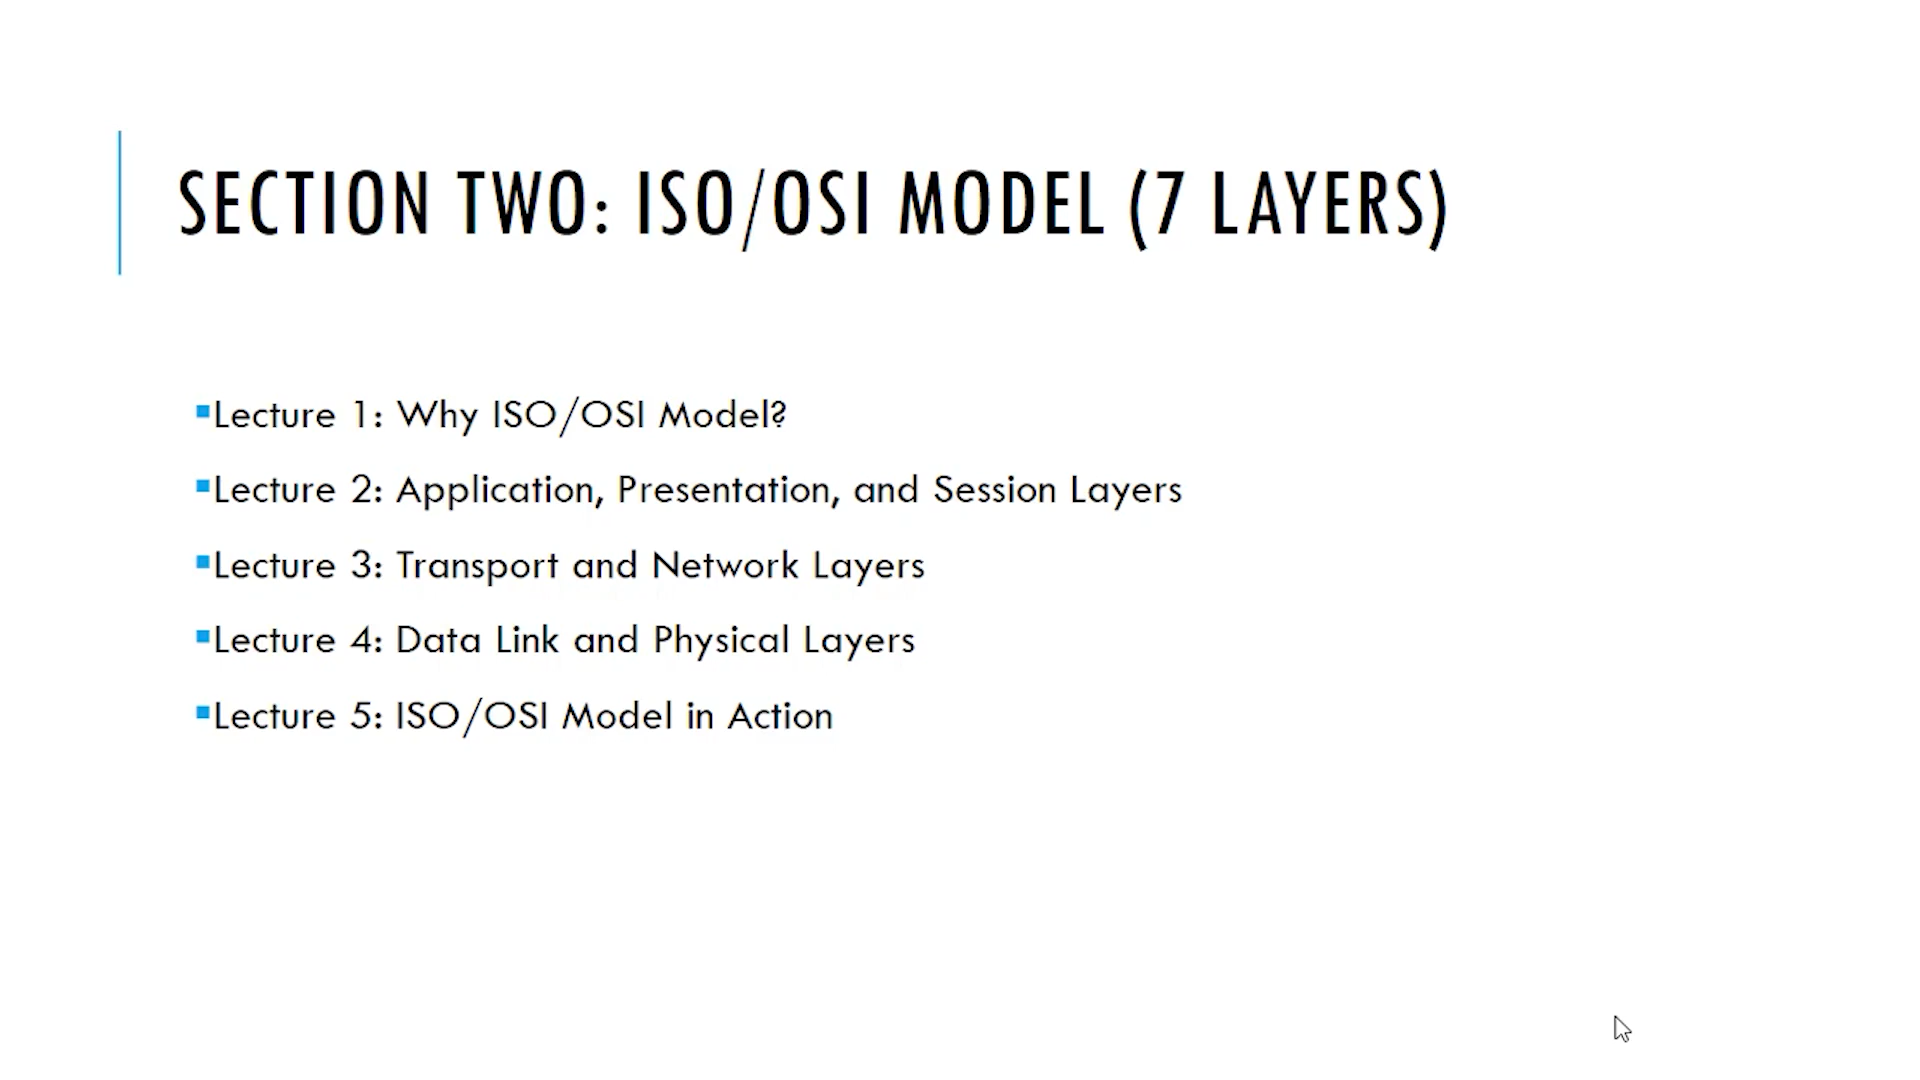 SECTION TWO: ISO/OSI MODEL (7 LAYERS)
Lecture 1: Why ISO/OSI Model?
Lecture 2: Application, Presentation, and Session Layers
Lecture 3: Transport and Network Layers
Lecture 4: Data Link and Physical Layers
Lecture 5: ISO/OSI Model in Action